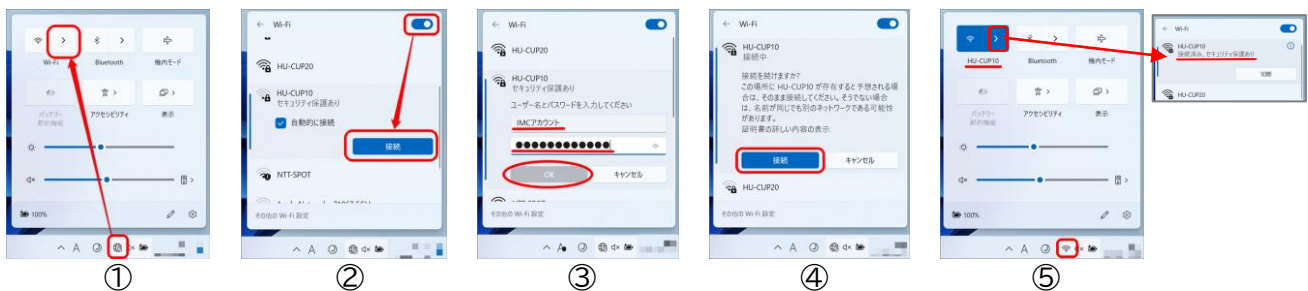 Wi-Fi
Bluetooth
機内モード
バッテリー
節約機能
アクセシビリティ
表示
100%
A
①
Wi-Fi
HU-CUP20
HU-CUP10
セキュリティ保護あり
自動的に接続
接続
NTT-SPOT
その他の Wi-Fi 設定
A
②
Wi-Fi
HU-CUP20
HU-CUP10
セキュリティ保護あり
ユーザー名とパスワードを入力してください
IMCアカウント
OK
キャンセル
その他の Wi-Fi 設定
A
③
Wi-Fi
HU-CUP10
接続中
接続を続けますか?
この場所に HU-CUP10 が存在すると予想される場
合は、そのまま接続してください。そうでない場合
は、名前が同じでも別のネットワークである可能性
があります。
証明書の詳しい内容の表示
接続
キャンセル
HU-CUP20
その他の Wi-Fi 設定
A
④
HU-CUP10
Bluetooth
機内モード
バッテリー
節約機能
アクセシビリティ
表示
100%
A
⑤
Wi-Fi
HU-CUP10
接続済み、セキュリティ保護あり
切断
HU-CUP20